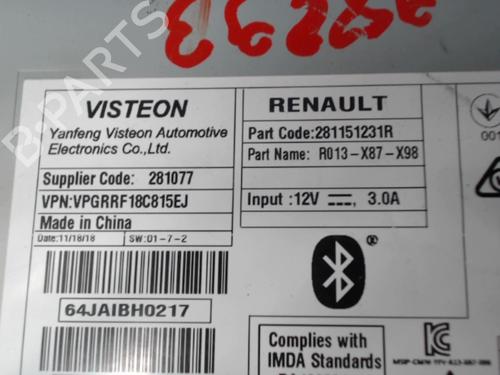 VISTEON
Yanfeng Visteon Automotive
Electronics Co.,Ltd.
Supplier Code: 281077
VPN:VPGRRF18C815EJ
Made in China
Date:11/18/18 SW:01-7-2
64JAIBH0217
RENAULT
Part Code:281151231R
Part Name: R013-X87-X98
Input :12V 3.0A
Complies with
IMDA Standards
001
B-PARTS